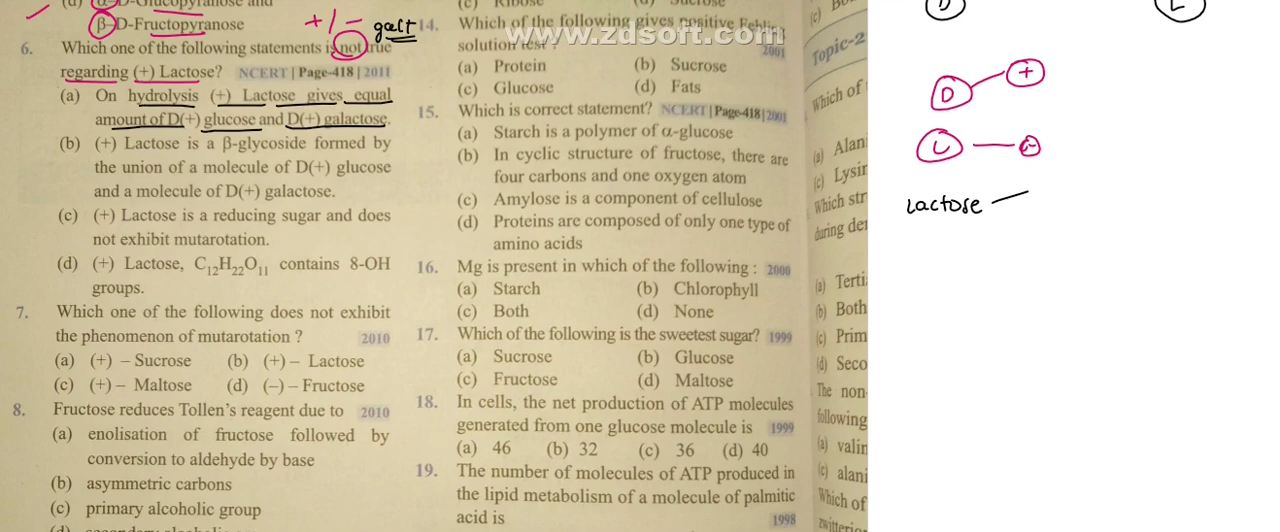 (d) α-D-Glucopyranose and
β-D-Fructopyranose
+/-
galt
6. Which one of the following statements is not true
regarding (+) Lactose? NCERT | Page-418 | 2011
(a) On hydrolysis (+) Lactose gives equal
amount of D(+) glucose and D(+) galactose.
(b) (+) Lactose is a β-glycoside formed by
the union of a molecule of D(+) glucose
and a molecule of D(+) galactose.
(c) (+) Lactose is a reducing sugar and does
not exhibit mutarotation.
(d) (+) Lactose, C12H22O11 contains 8-OH
groups.
7. Which one of the following does not exhibit
the phenomenon of mutarotation ? 2010
(a) (+) – Sucrose (b) (+) – Lactose
(c) (+) – Maltose (d) (–) – Fructose
8. Fructose reduces Tollen's reagent due to 2010
(a) enolisation of fructose followed by
conversion to aldehyde by base
(b) asymmetric carbons
(c) primary alcoholic group
(c) Ribose (d) Sucrose
14. Which of the following gives positive Fehling
solution test ? 2001
www.zdsoft.com
(a) Protein (b) Sucrose
(c) Glucose (d) Fats
15. Which is correct statement? NCERT | Page-418 | 2001
(a) Starch is a polymer of α-glucose
(b) In cyclic structure of fructose, there are
four carbons and one oxygen atom
(c) Amylose is a component of cellulose
(d) Proteins are composed of only one type of
amino acids
16. Mg is present in which of the following : 2000
(a) Starch (b) Chlorophyll
(c) Both (d) None
17. Which of the following is the sweetest sugar? 1999
(a) Sucrose (b) Glucose
(c) Fructose (d) Maltose
18. In cells, the net production of ATP molecules
generated from one glucose molecule is 1999
(a) 46 (b) 32 (c) 36 (d) 40
19. The number of molecules of ATP produced in
the lipid metabolism of a molecule of palmitic
acid is 1998
(c) Bo
Topic-2
Which of
(a) Alani
(c) Lysin
Which str
during der
(a) Terti
(b) Both
(c) Prim
(d) Seco
The non
following
(a) valin
(c) alani
Which of
zwitterio
D L
D +
L -
Lactose